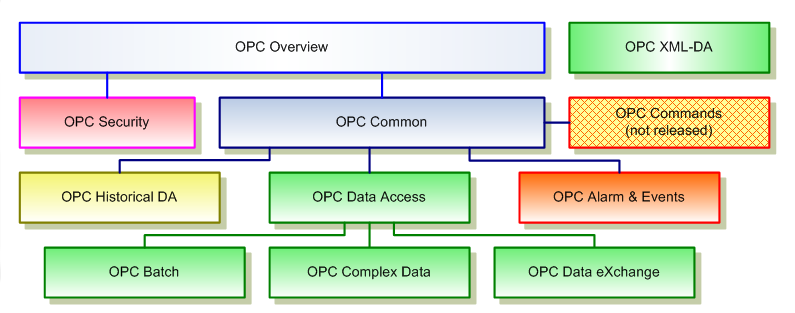 OPC Overview
OPC XML-DA
OPC Security
OPC Common
OPC Commands
(not released)
OPC Historical DA
OPC Data Access
OPC Alarm & Events
OPC Batch
OPC Complex Data
OPC Data eXchange